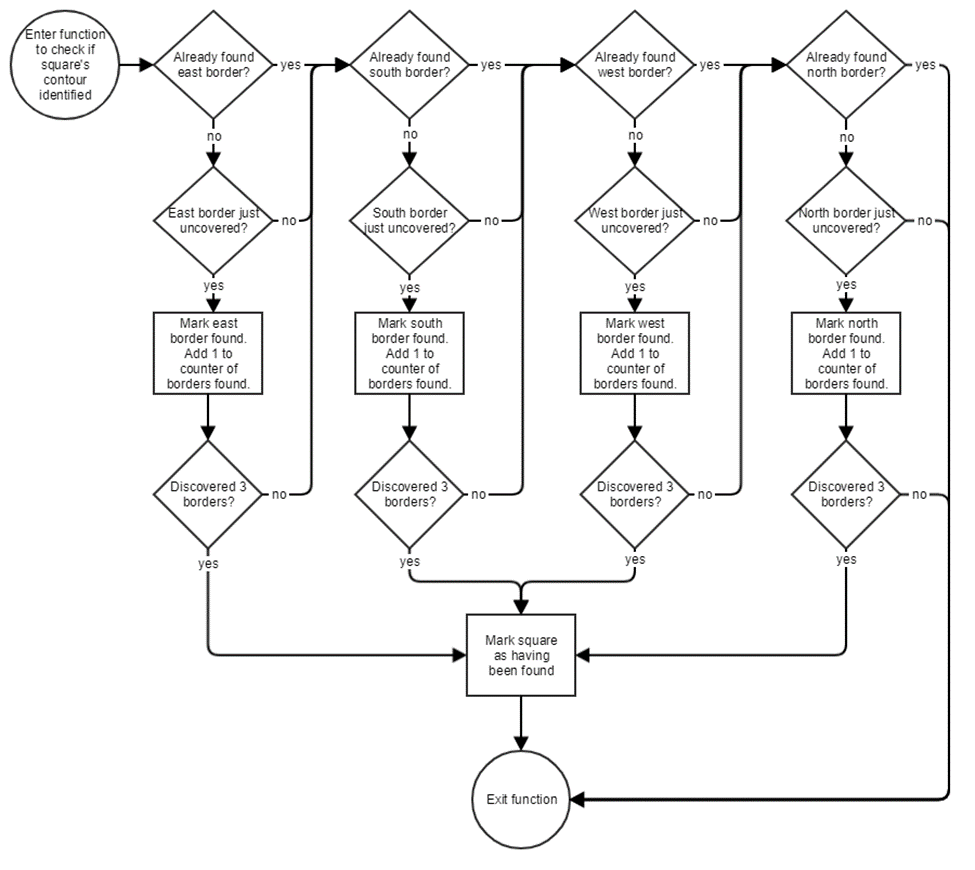 Enter function
to check if
square's
contour
identified
Already found
east border?
yes
Already found
south border?
yes
Already found
west border?
yes
Already found
north border?
yes
no
no
no
no
East border just
uncovered?
no
South border
just uncovered?
no
West border just
uncovered?
no
North border just
uncovered?
no
yes
yes
yes
yes
Mark east
border found.
Add 1 to
counter of
borders found.
Mark south
border found.
Add 1 to
counter of
borders found.
Mark west
border found.
Add 1 to
counter of
borders found.
Mark north
border found.
Add 1 to
counter of
borders found.
Discovered 3
borders?
no
Discovered 3
borders?
no
Discovered 3
borders?
no
Discovered 3
borders?
no
yes
yes
yes
yes
Mark square
as having
been found
Exit function